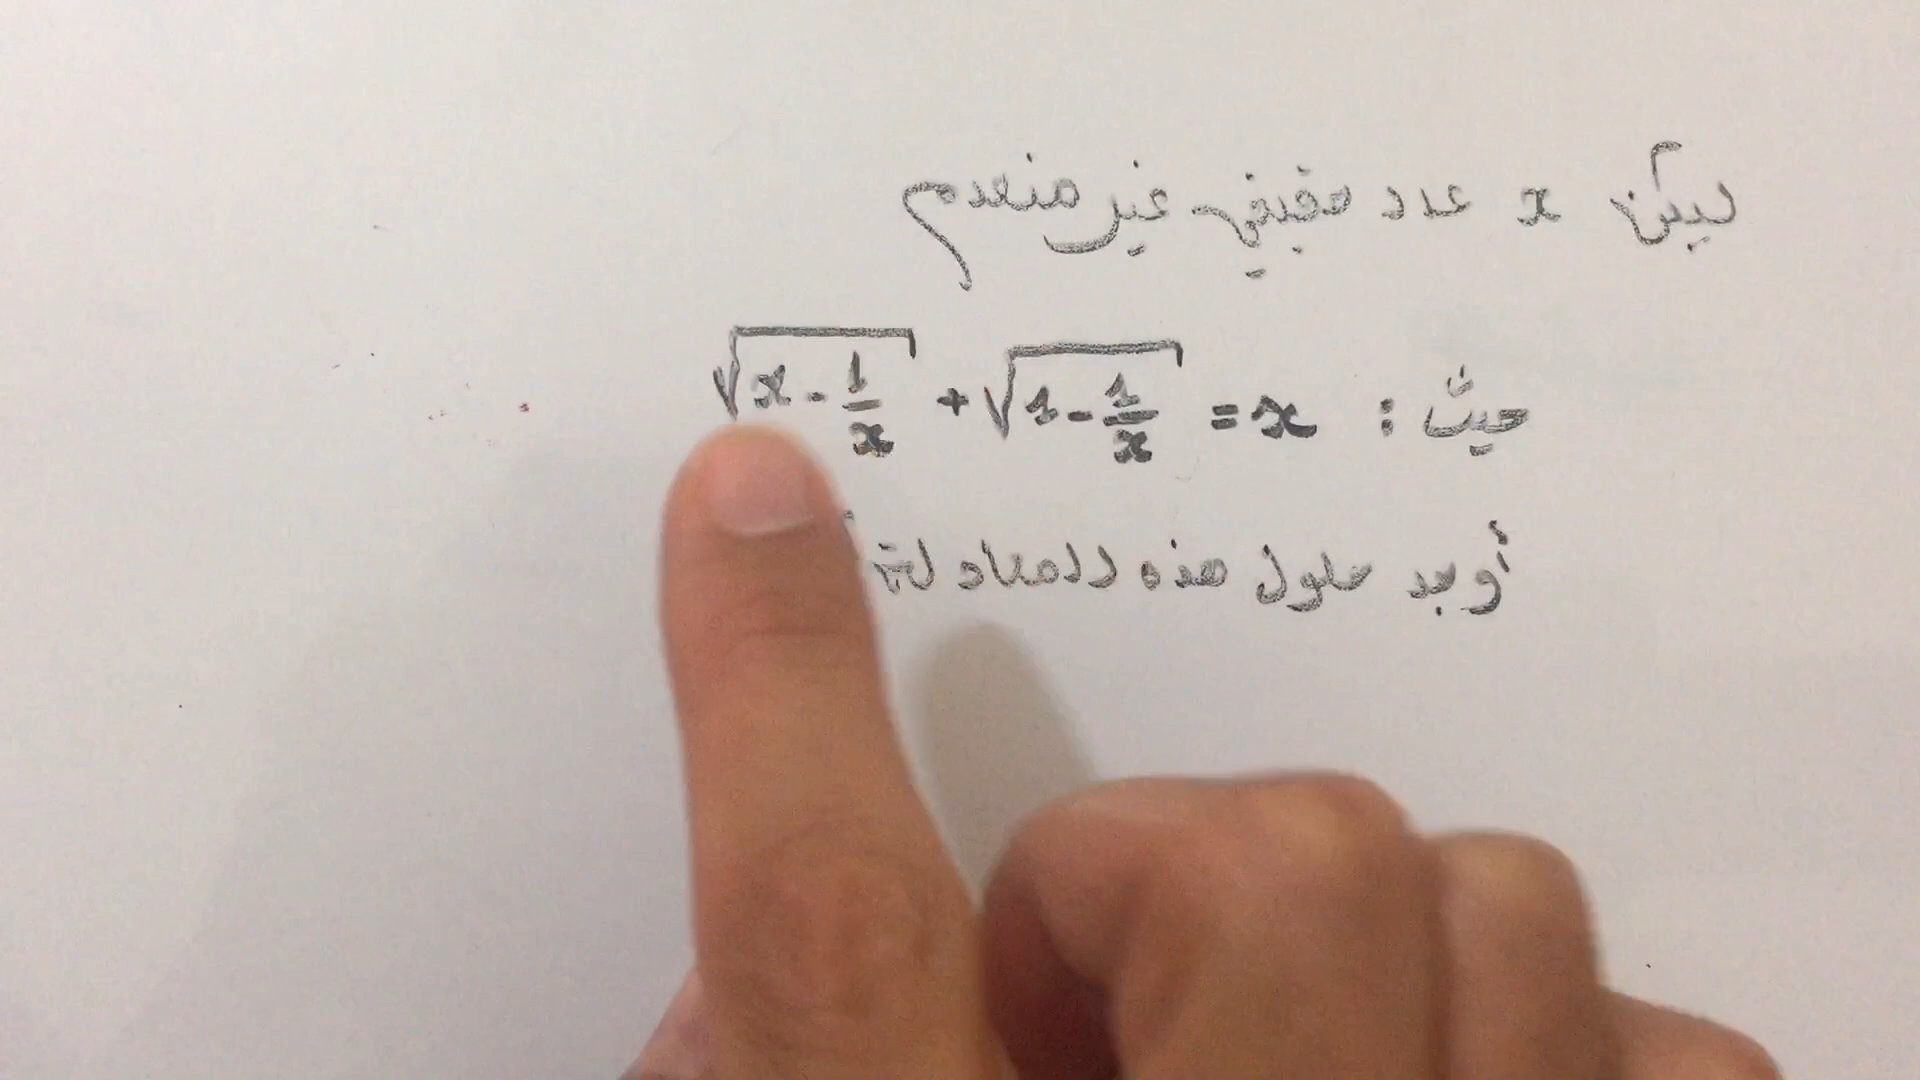 ليكن x عدد حقيقي غير منعدم
حيث : √(x - 1/x) + √(1 - 1/x) = x
أوجد حلول هذه المعادلة